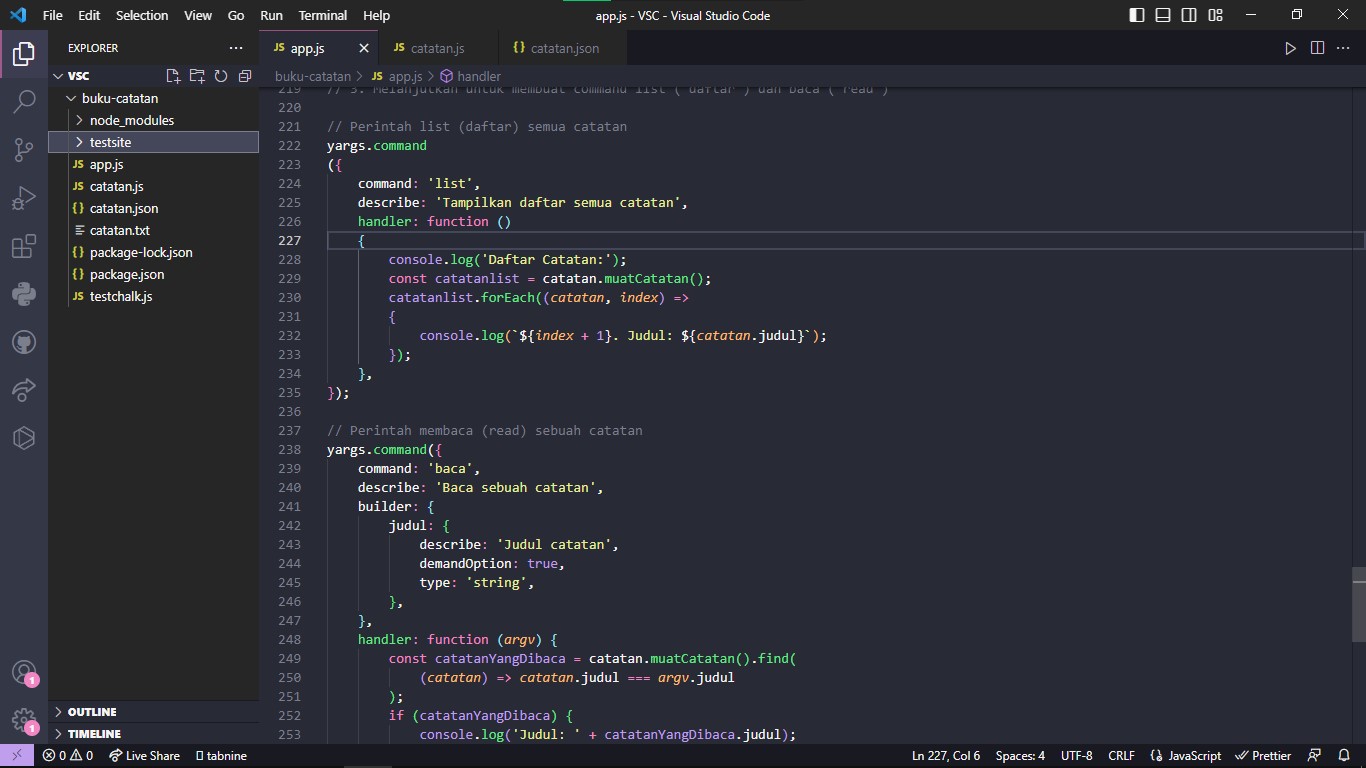 File Edit Selection View Go Run Terminal Help
app.js - VSC - Visual Studio Code
EXPLORER
VSC
buku-catatan
node_modules
testsite
JS app.js
JS catatan.js
{} catatan.json
catatan.txt
{} package-lock.json
{} package.json
JS testchalk.js
OUTLINE
TIMELINE
1
1
JS app.js
JS catatan.js
{} catatan.json
buku-catatan > JS app.js > handler
219 // 3. Melanjutkan untuk membuat command list ( daftar ) dan baca ( read )
220
221 // Perintah list (daftar) semua catatan
222 yargs.command
223 ({
224 command: 'list',
225 describe: 'Tampilkan daftar semua catatan',
226 handler: function ()
227 {
228 console.log('Daftar Catatan:');
229 const catatanlist = catatan.muatCatatan();
230 catatanlist.forEach((catatan, index) =>
231 {
232 console.log(`${index + 1}. Judul: ${catatan.judul}`);
233 });
234 },
235 });
236
237 // Perintah membaca (read) sebuah catatan
238 yargs.command({
239 command: 'baca',
240 describe: 'Baca sebuah catatan',
241 builder: {
242 judul: {
243 describe: 'Judul catatan',
244 demandOption: true,
245 type: 'string',
246 },
247 },
248 handler: function (argv) {
249 const catatanYangDibaca = catatan.muatCatatan().find(
250 (catatan) => catatan.judul === argv.judul
251 );
252 if (catatanYangDibaca) {
253 console.log('Judul: ' + catatanYangDibaca.judul);
0 0 Live Share tabnine
Ln 227, Col 6 Spaces: 4 UTF-8 CRLF {} JavaScript Prettier